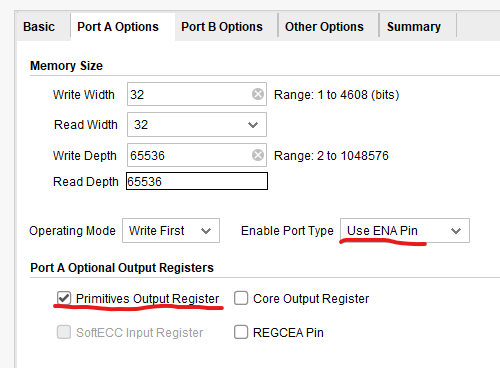 Basic Port A Options Port B Options Other Options Summary
Memory Size
Write Width 32 Range: 1 to 4608 (bits)
Read Width 32
Write Depth 65536 Range: 2 to 1048576
Read Depth 65536
Operating Mode Write First Enable Port Type Use ENA Pin
Port A Optional Output Registers
Primitives Output Register Core Output Register
SoftECC Input Register REGCEA Pin